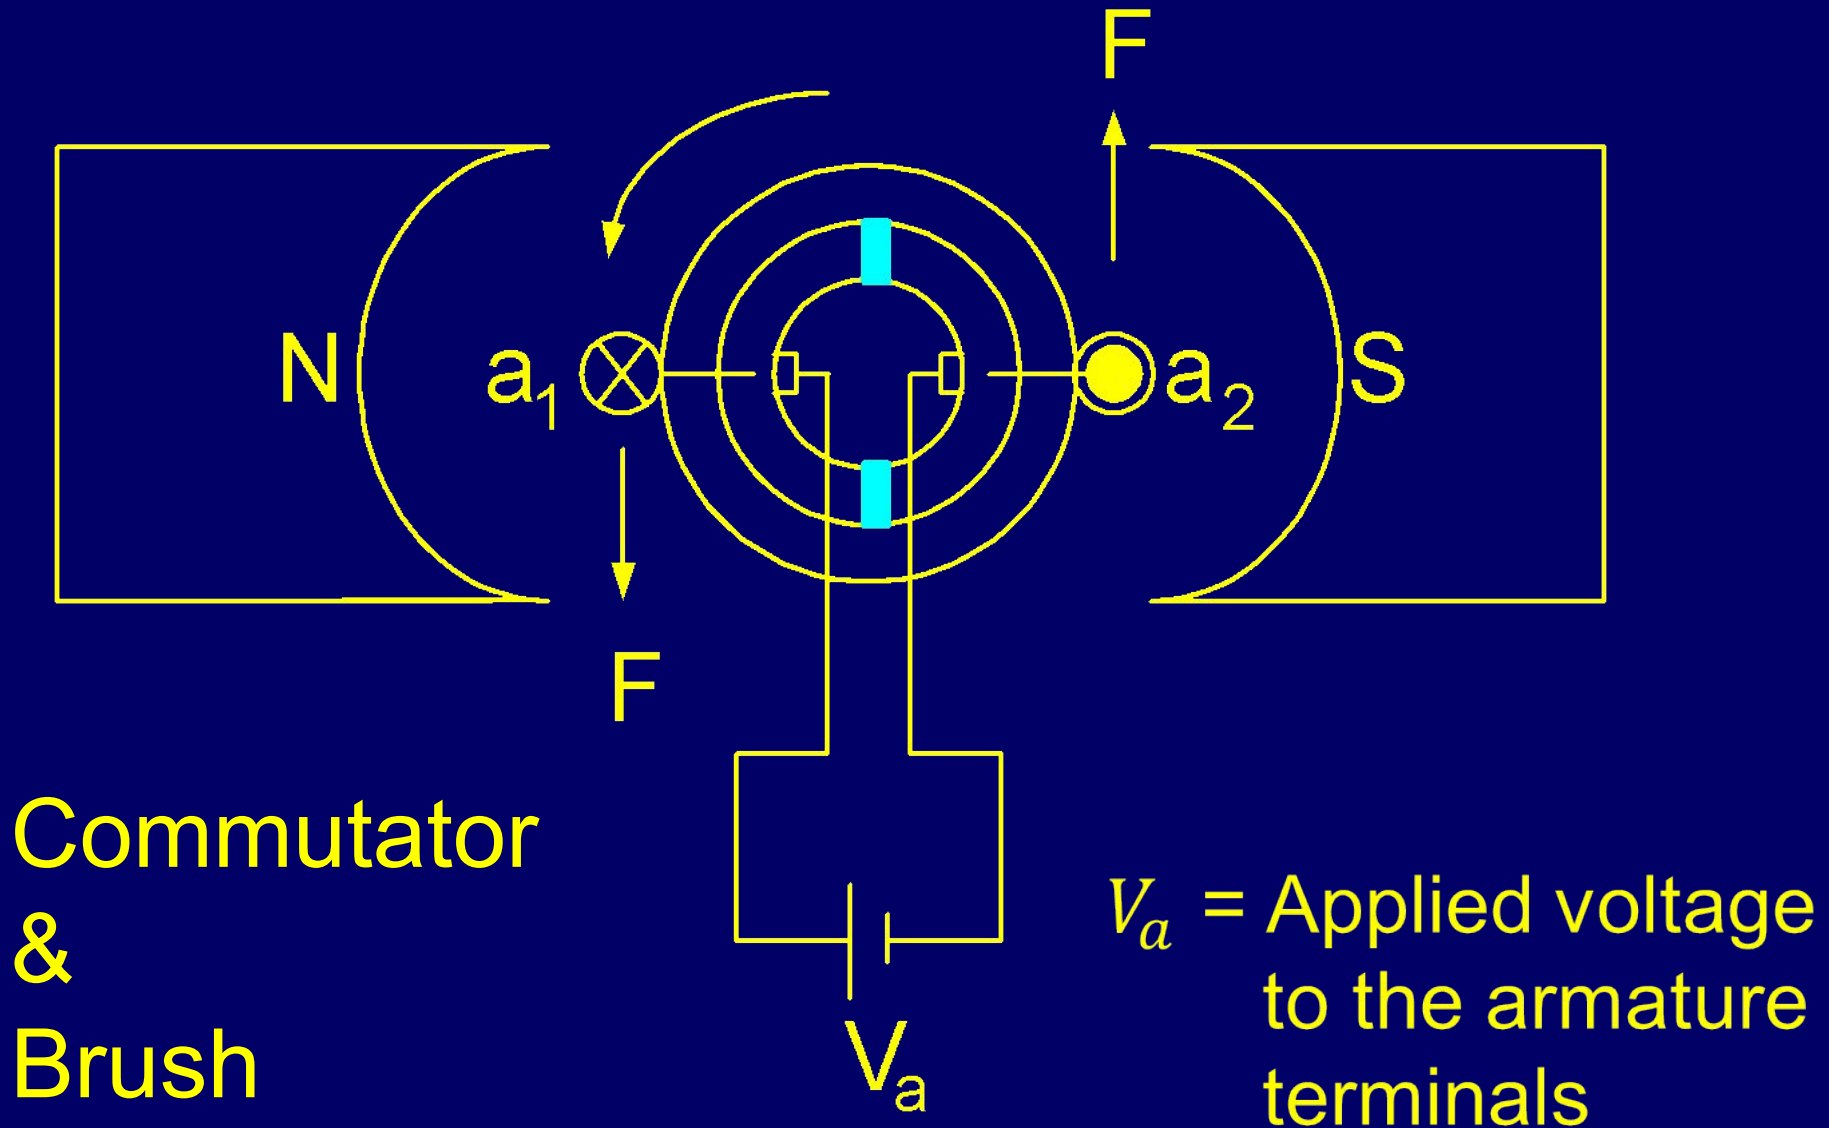 F
N
a₁
a₂
S
F
Commutator
&
Brush
Vₐ
Vₐ = Applied voltage
to the armature
terminals